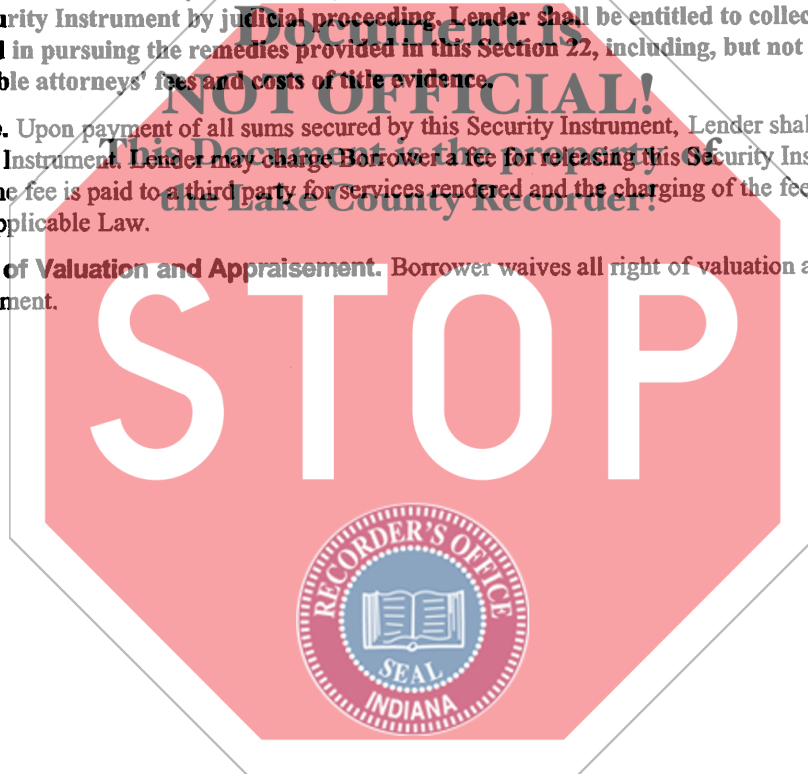 urity Instrument by judicial proceeding, Lender shall be entitled to collec
Document is
in pursuing the remedies provided in this Section 22, including, but not
ble attorneys' fees and costs of title evidence.
NOT OFFICIAL!
e. Upon payment of all sums secured by this Security Instrument, Lender shal
Instrument. Lender may charge Borrower a fee for releasing this Security Ins
This Document is the property of
he fee is paid to a third party for services rendered and the charging of the fee
the Lake County Recorder!
pplicable Law.
of Valuation and Appraisement. Borrower waives all right of valuation a
ment.
STOP
RECORDER'S OFFICE
SEAL
INDIANA